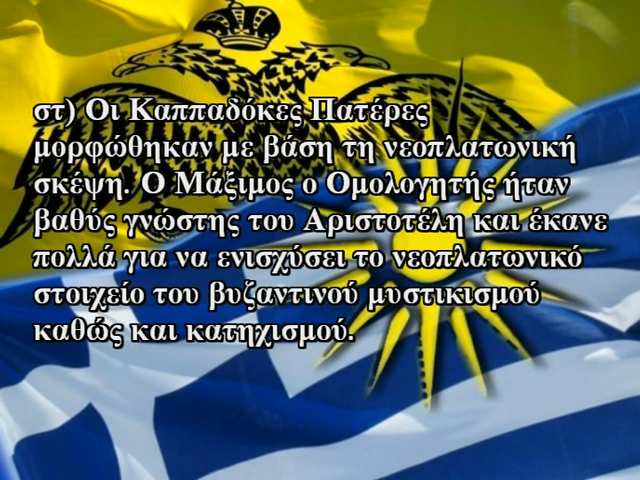 στ) Οι Καππαδόκες Πατέρες
μορφώθηκαν με βάση τη νεοπλατωνική
σκέψη. Ο Μάξιμος ο Ομολογητής ήταν
βαθύς γνώστης του Αριστοτέλη και έκανε
πολλά για να ενισχύσει το νεοπλατωνικό
στοιχείο του βυζαντινού μυστικισμού
καθώς και κατηχισμού.